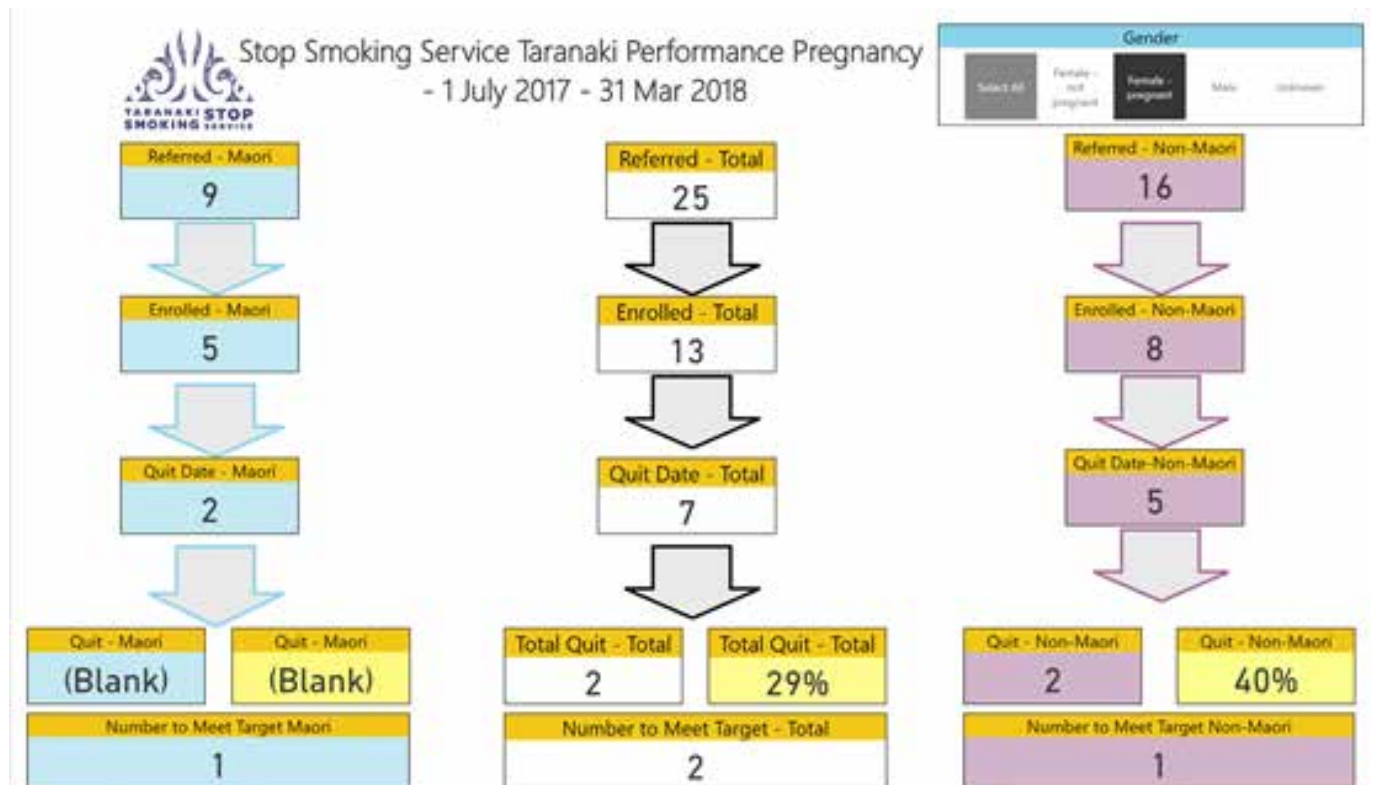 Stop Smoking Service Taranaki Performance Pregnancy
- 1 July 2017 - 31 Mar 2018
TARANAKI STOP
SMOKING SERVICE
Gender
Select All
Female -
not
pregnant
Female -
pregnant
Male
Unknown
Referred - Maori
9
Referred - Total
25
Referred - Non-Maori
16
Enrolled - Maori
5
Enrolled - Total
13
Enrolled - Non-Maori
8
Quit Date - Maori
2
Quit Date - Total
7
Quit Date-Non-Maori
5
Quit - Maori
(Blank)
Quit - Maori
(Blank)
Total Quit - Total
2
Total Quit - Total
29%
Quit - Non-Maori
2
Quit - Non-Maori
40%
Number to Meet Target Maori
1
Number to Meet Target - Total
2
Number to Meet Target Non-Maori
1